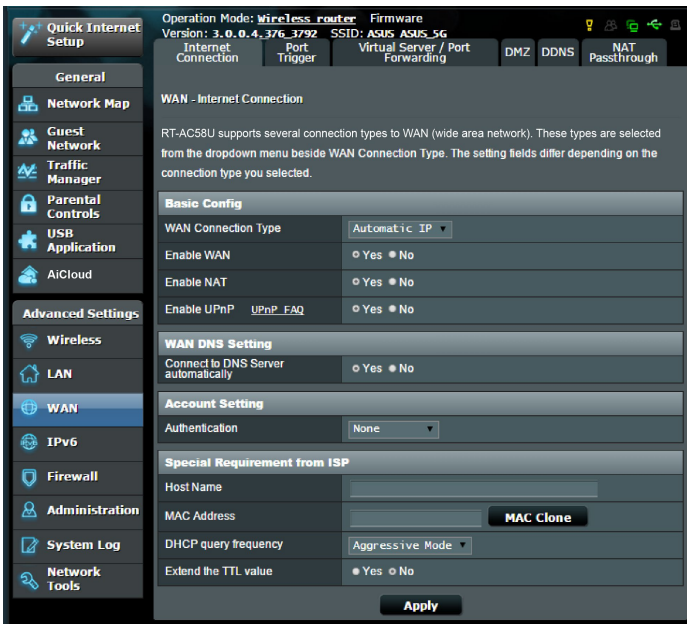 Quick Internet
Setup
General
Network Map
Guest
Network
Traffic
Manager
Parental
Controls
USB
Application
AiCloud
Advanced Settings
Wireless
LAN
WAN
IPv6
Firewall
Administration
System Log
Network
Tools
Operation Mode: Wireless router Firmware
Version: 3.0.0.4.376_3792 SSID: ASUS ASUS_5G
Internet
Connection
Port
Trigger
Virtual Server / Port
Forwarding
DMZ
DDNS
NAT
Passthrough
WAN - Internet Connection
RT-AC58U supports several connection types to WAN (wide area network). These types are selected
from the dropdown menu beside WAN Connection Type. The setting fields differ depending on the
connection type you selected.
Basic Config
WAN Connection Type Automatic IP
Enable WAN Yes No
Enable NAT Yes No
Enable UPnP UPnP FAQ Yes No
WAN DNS Setting
Connect to DNS Server
automatically Yes No
Account Setting
Authentication None
Special Requirement from ISP
Host Name
MAC Address MAC Clone
DHCP query frequency Aggressive Mode
Extend the TTL value Yes No
Apply